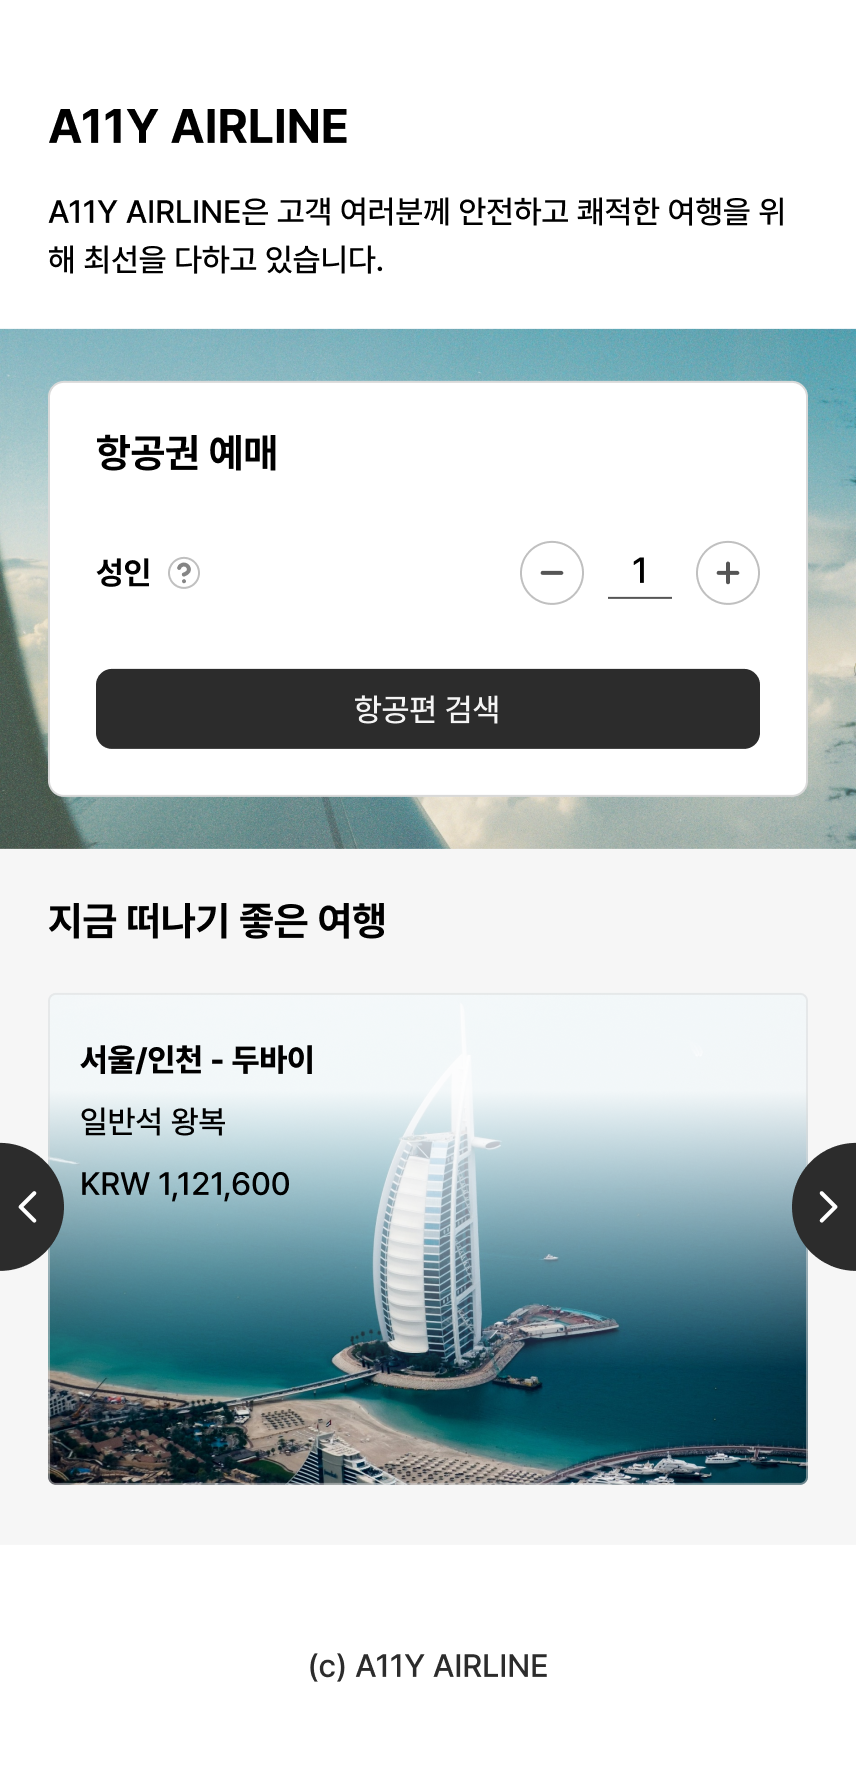 A11Y AIRLINE
A11Y AIRLINE은 고객 여러분께 안전하고 쾌적한 여행을 위
해 최선을 다하고 있습니다.
항공권 예매
성인 ?
1
항공편 검색
지금 떠나기 좋은 여행
서울/인천 - 두바이
일반석 왕복
KRW 1,121,600
(c) A11Y AIRLINE